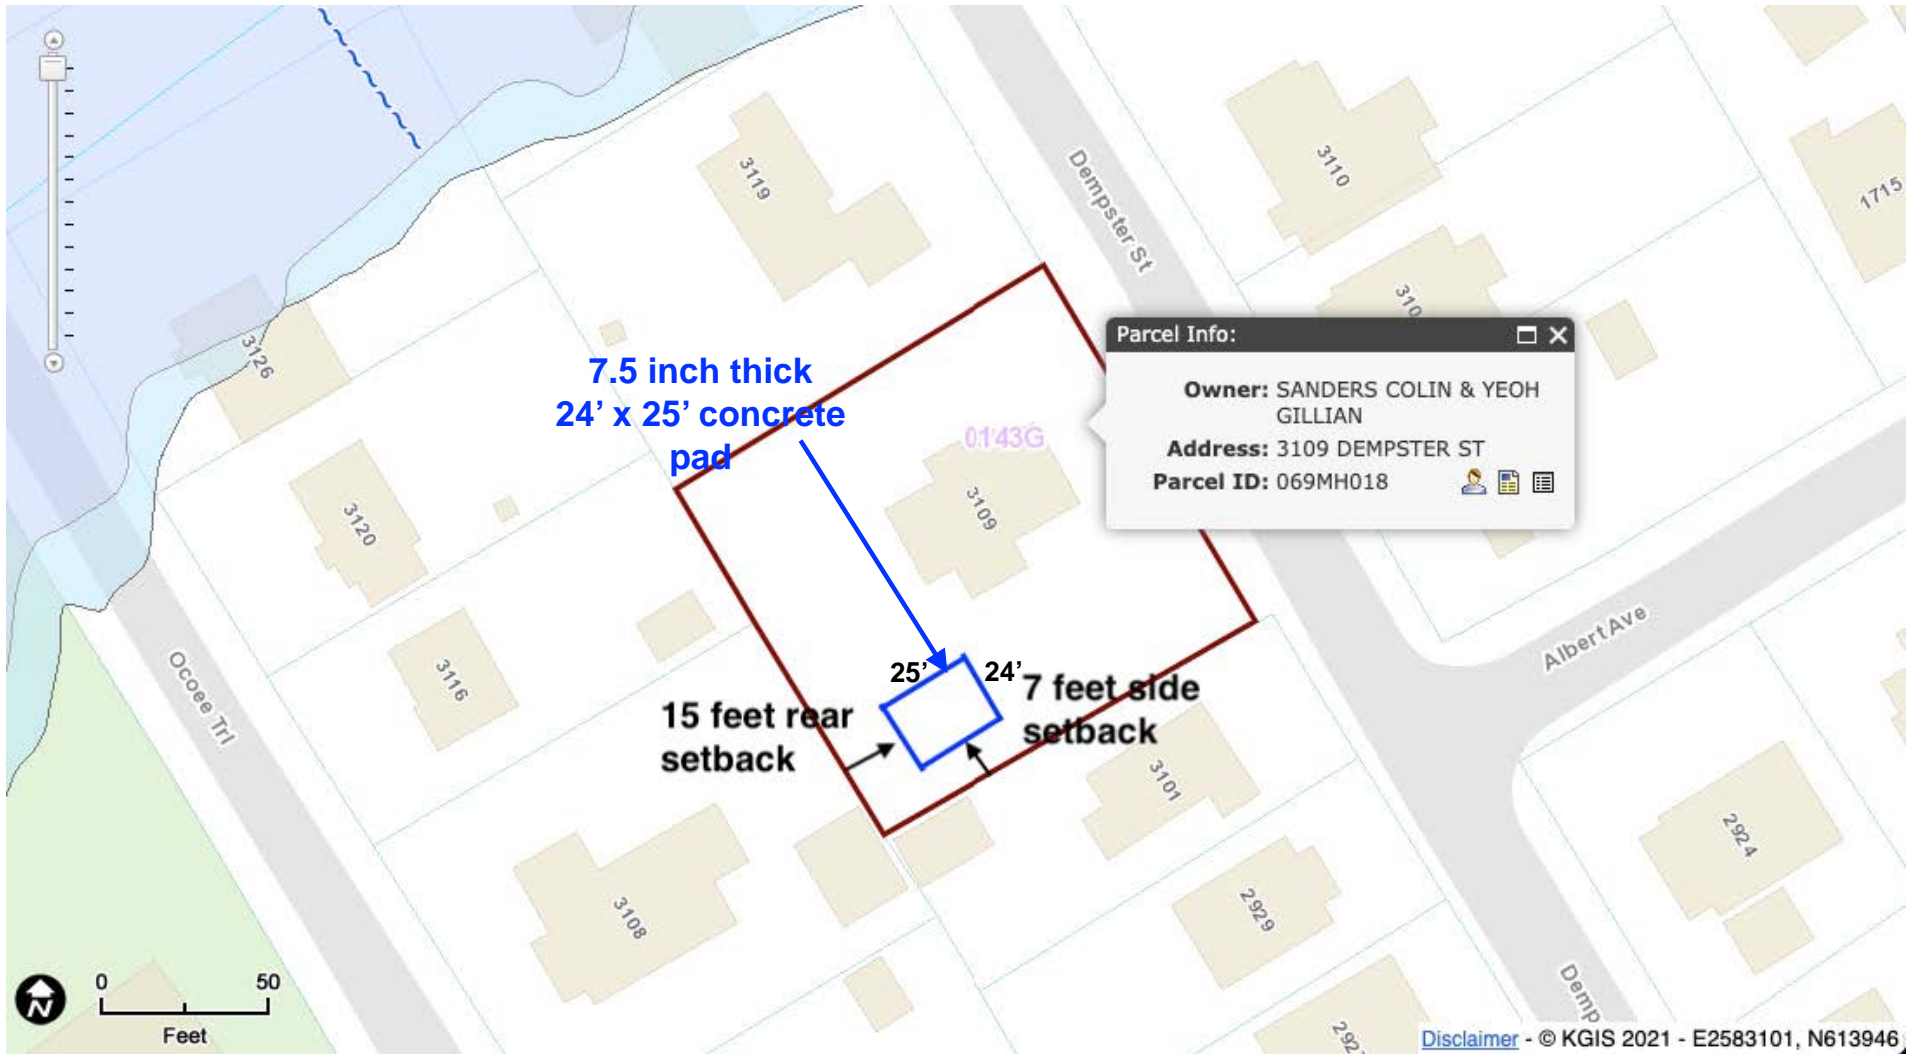 3119
Dempster St
3110
1715
3126
310
Parcel Info:
Owner: SANDERS COLIN & YEOH
GILLIAN
Address: 3109 DEMPSTER ST
Parcel ID: 069MH018
7.5 inch thick
24’ x 25’ concrete
pad
0143G
3109
3120
Albert Ave
3116
Ocoee Trl
25’
24’
7 feet side
setback
15 feet rear
setback
3101
3108
2929
2924
0
50
Feet
N
Demp
292
Disclaimer - © KGIS 2021 - E2583101, N613946